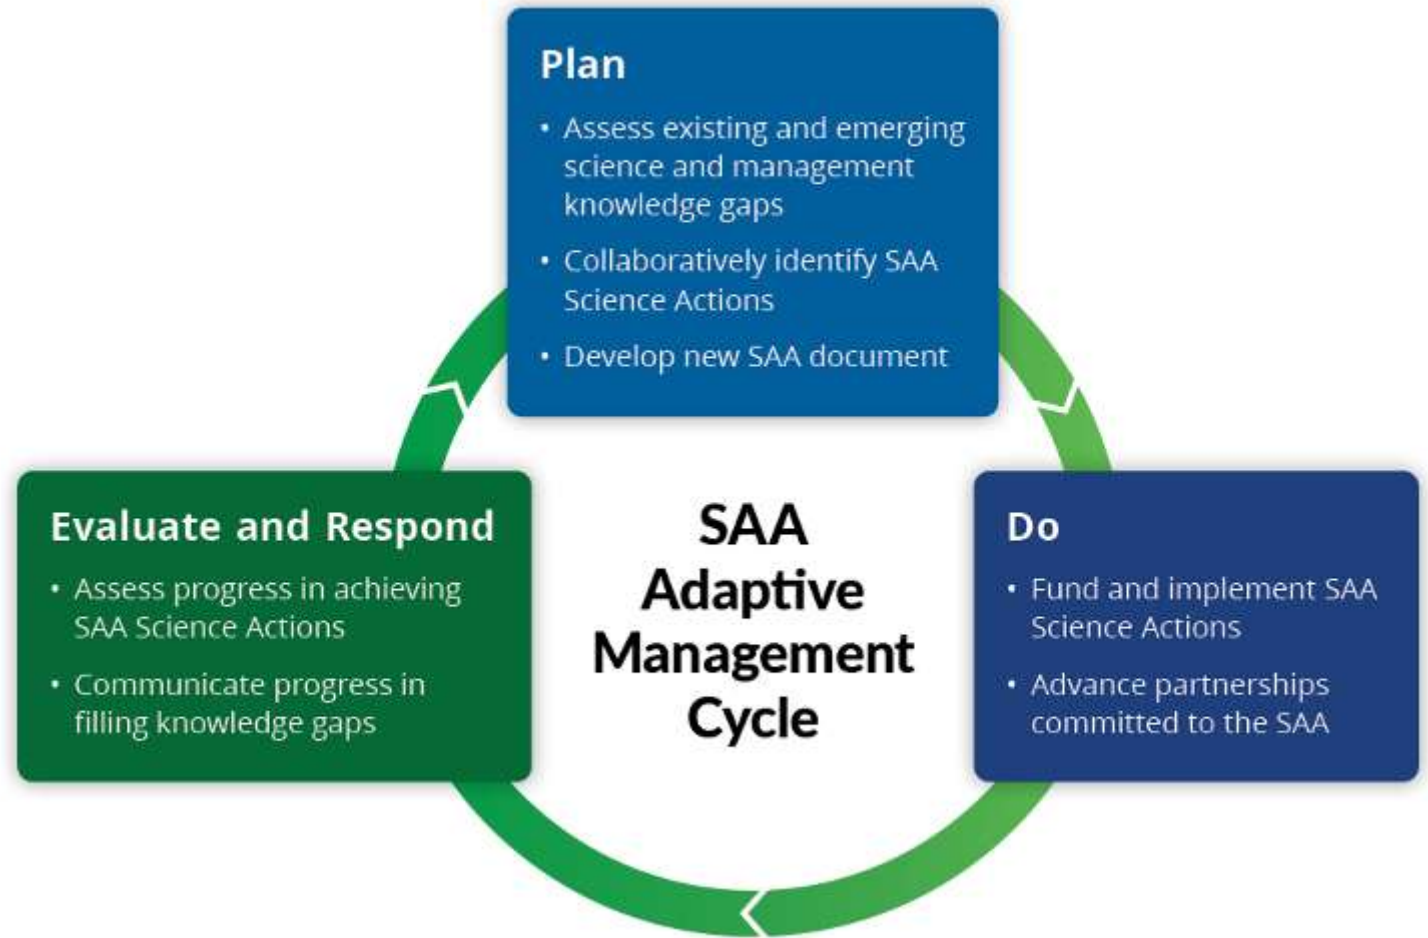 Plan
• Assess existing and emerging
science and management
knowledge gaps
• Collaboratively identify SAA
Science Actions
• Develop new SAA document
Evaluate and Respond
• Assess progress in achieving
SAA Science Actions
• Communicate progress in
filling knowledge gaps
SAA
Adaptive
Management
Cycle
Do
• Fund and implement SAA
Science Actions
• Advance partnerships
committed to the SAA